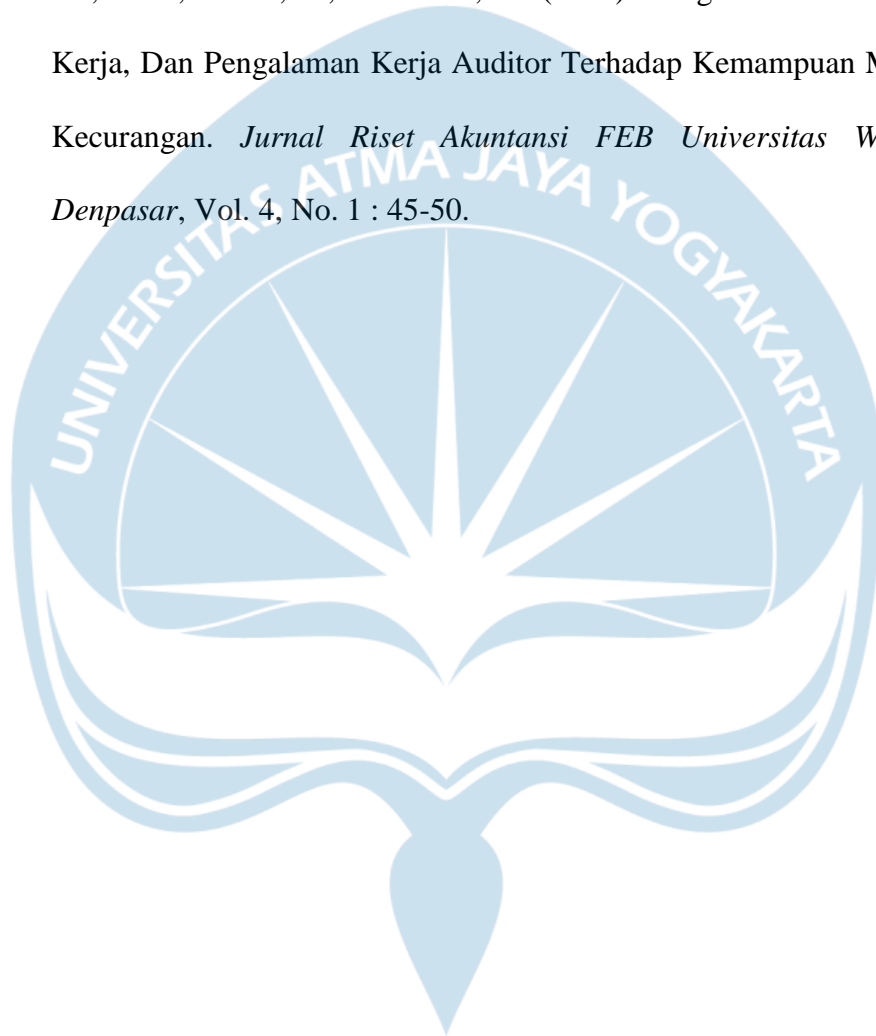 Kerja, Dan Pengalaman Kerja Auditor Terhadap Kemampuan
Kecurangan. Jurnal Riset Akuntansi FEB Universitas
Denpasar, Vol. 4, No. 1 : 45-50.
UNIVERSITAS ATMA JAYA YOGYAKARTA